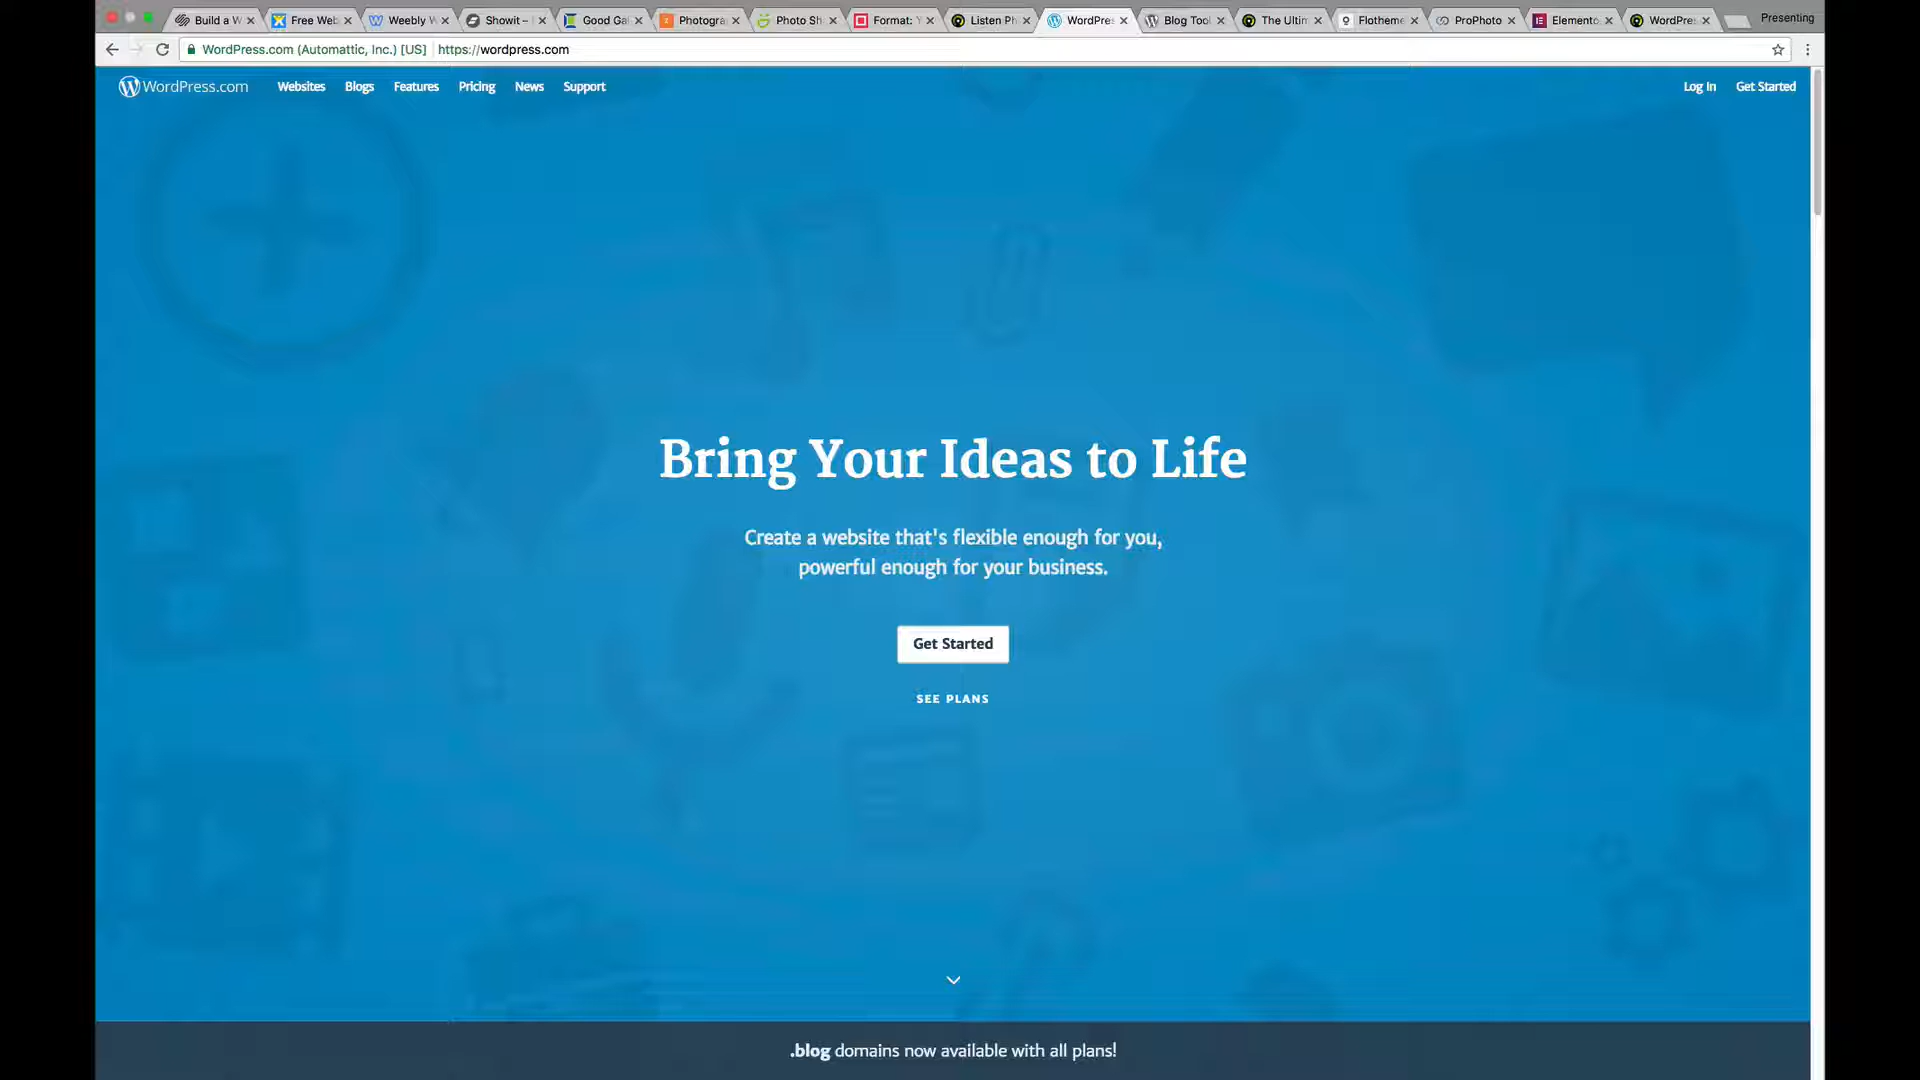 Build a W
Free Web
Weebly W
Showit –
Good Gal
Photogra
Photo Sh
Format: Y
Listen Ph
WordPres
Blog Tool
The Ultim
Flotheme
ProPhoto
Elemento
WordPres
Presenting
WordPress.com (Automattic, Inc.) [US] https://wordpress.com
WordPress.com Websites Blogs Features Pricing News Support Log In Get Started
Bring Your Ideas to Life
Create a website that's flexible enough for you,
powerful enough for your business.
Get Started
SEE PLANS
.blog domains now available with all plans!